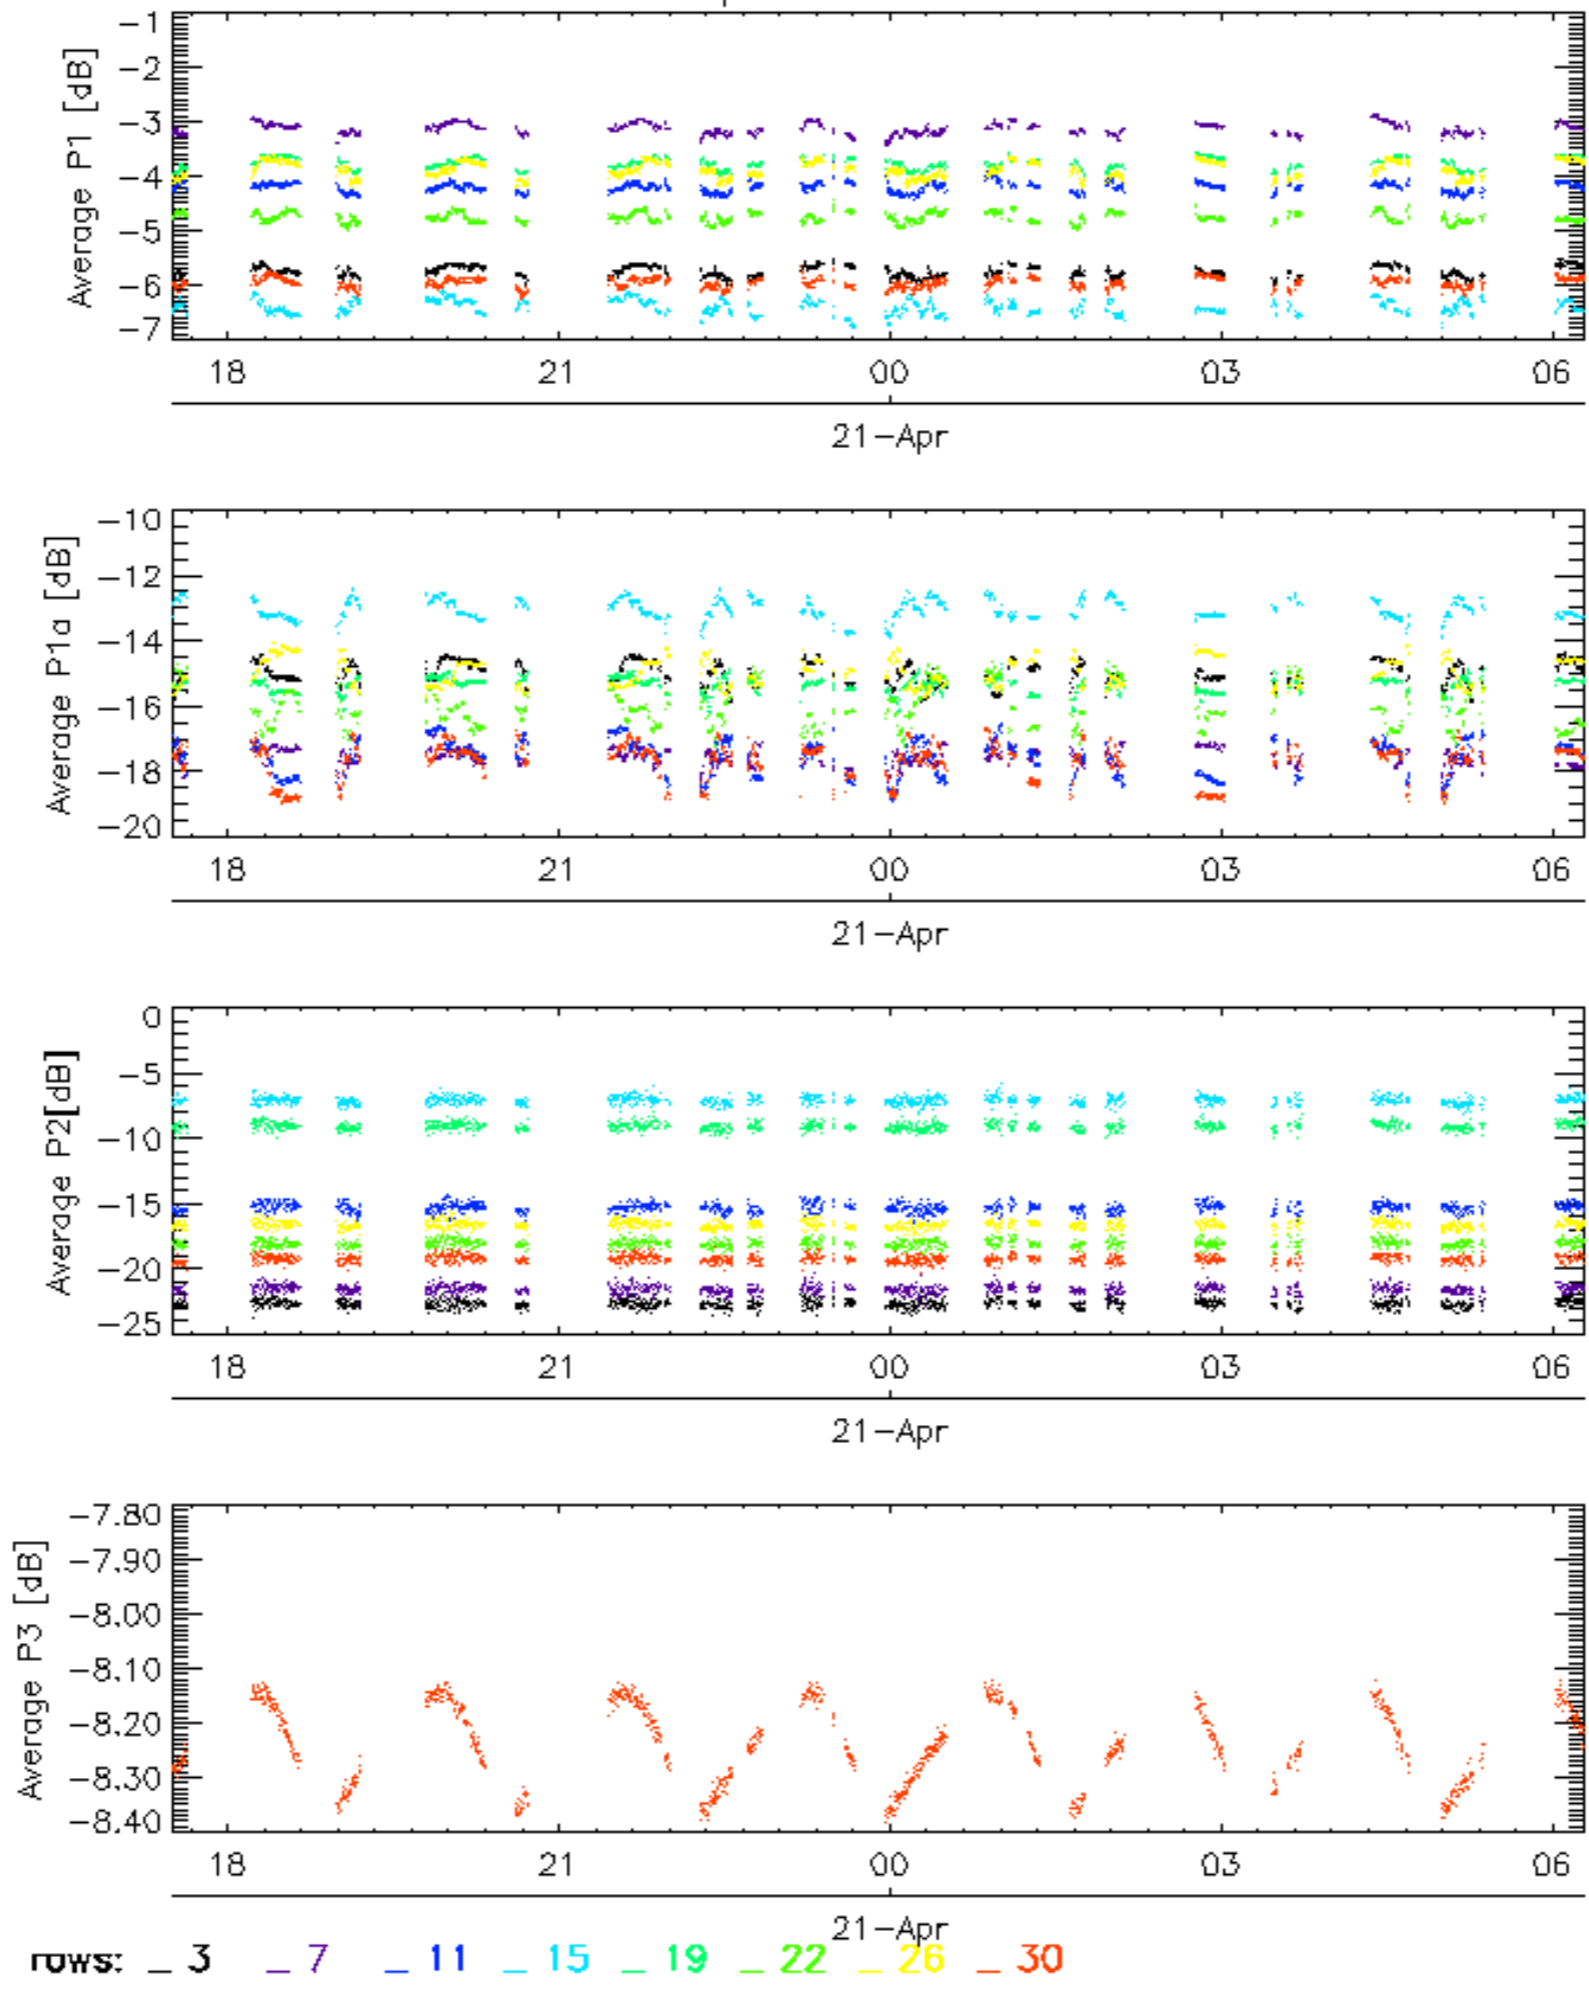 Average P1 [dB]
-1
-2
-3
-4
-5
-6
-7
18 21 00 03 06
21-Apr
Average P1a [dB]
-10
-12
-14
-16
-18
-20
18 21 00 03 06
21-Apr
Average P2[dB]
0
-5
-10
-15
-20
-25
18 21 00 03 06
21-Apr
Average P3 [dB]
-7.80
-7.90
-8.00
-8.10
-8.20
-8.30
-8.40
18 21 00 03 06
21-Apr
rows: _ 3 _ 7 _ 11 _ 15 _ 19 _ 22 _ 26 _ 30